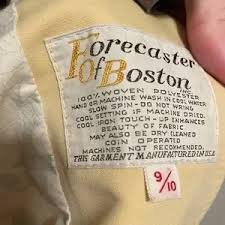 Forecaster
Of Boston
INC.
100% WOVEN POLYESTER
HAND OR MACHINE WASH IN COOL WATER
SLOW SPIN - DO NOT WRING
COOL SETTING IF MACHINE DRIED.
COOL IRON TOUCH - UP ENHANCES
BEAUTY OF FABRIC
MAY ALSO BE DRY CLEANED
COIN OPERATED
MACHINES NOT RECOMMENDED.
THIS GARMENT MANUFACTURED IN U.S.A.
9/10